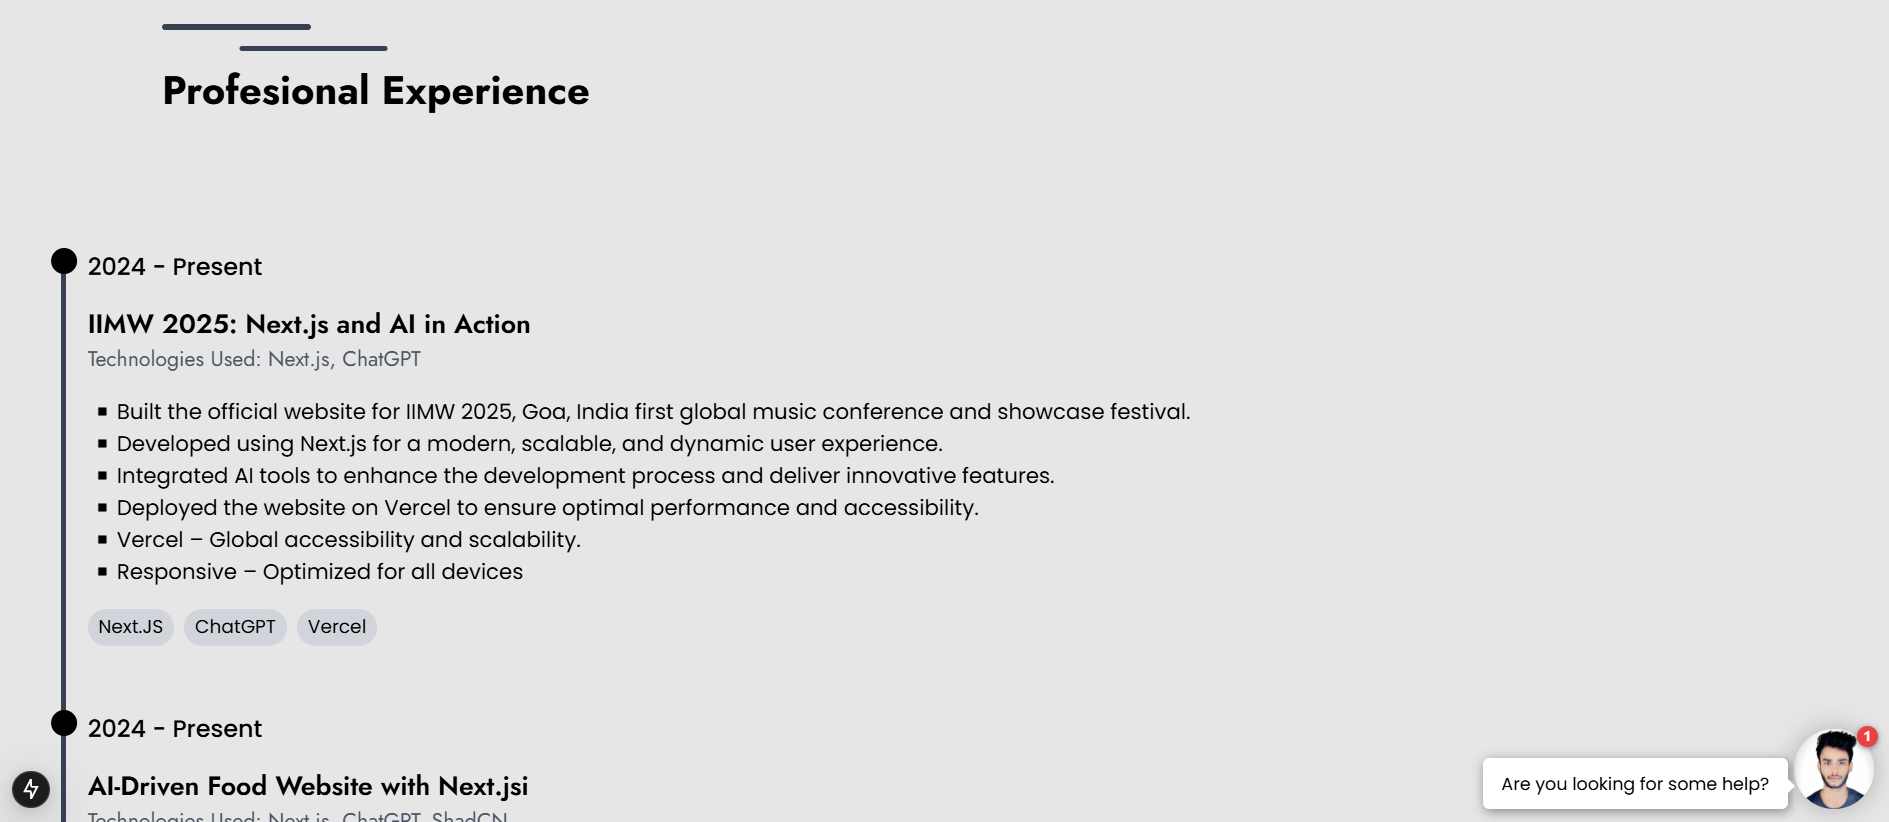 Profesional Experience
2024 - Present
IIMW 2025: Next.js and AI in Action
Technologies Used: Next.js, ChatGPT
▪ Built the official website for IIMW 2025, Goa, India first global music conference and showcase festival.
▪ Developed using Next.js for a modern, scalable, and dynamic user experience.
▪ Integrated AI tools to enhance the development process and deliver innovative features.
▪ Deployed the website on Vercel to ensure optimal performance and accessibility.
▪ Vercel – Global accessibility and scalability.
▪ Responsive – Optimized for all devices
Next.JS ChatGPT Vercel
2024 - Present
AI-Driven Food Website with Next.jsi
Technologies Used: Next.js, ChatGPT, ShadCN
Are you looking for some help?
1